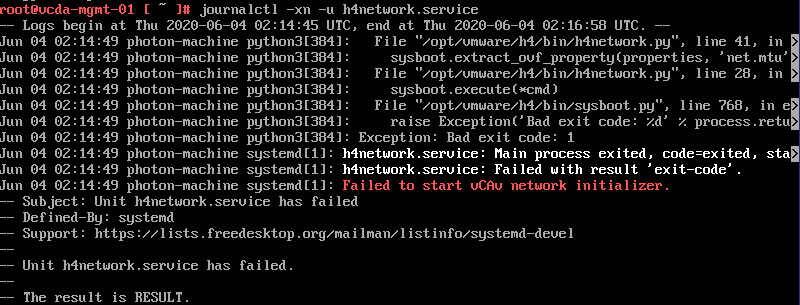 root@vcda-mgmt-01 [ ~ ]# journalctl -xn -u h4network.service
-- Logs begin at Thu 2020-06-04 02:14:45 UTC, end at Thu 2020-06-04 02:16:58 UTC. --
Jun 04 02:14:49 photon-machine python3[384]:   File "/opt/vmware/h4/bin/h4network.py", line 41, in >
Jun 04 02:14:49 photon-machine python3[384]:     sysboot.extract_ovf_property(properties, 'net.mtu'>
Jun 04 02:14:49 photon-machine python3[384]:   File "/opt/vmware/h4/bin/h4network.py", line 28, in >
Jun 04 02:14:49 photon-machine python3[384]:     sysboot.execute(*cmd)
Jun 04 02:14:49 photon-machine python3[384]:   File "/opt/vmware/h4/bin/sysboot.py", line 768, in e>
Jun 04 02:14:49 photon-machine python3[384]:     raise Exception('Bad exit code: %d' % process.retu>
Jun 04 02:14:49 photon-machine python3[384]: Exception: Bad exit code: 1
Jun 04 02:14:49 photon-machine systemd[1]: h4network.service: Main process exited, code=exited, sta>
Jun 04 02:14:49 photon-machine systemd[1]: h4network.service: Failed with result 'exit-code'.
Jun 04 02:14:49 photon-machine systemd[1]: Failed to start vCAv network initializer.
-- Subject: Unit h4network.service has failed
-- Defined-By: systemd
-- Support: https://lists.freedesktop.org/mailman/listinfo/systemd-devel
--
-- Unit h4network.service has failed.
--
-- The result is RESULT.